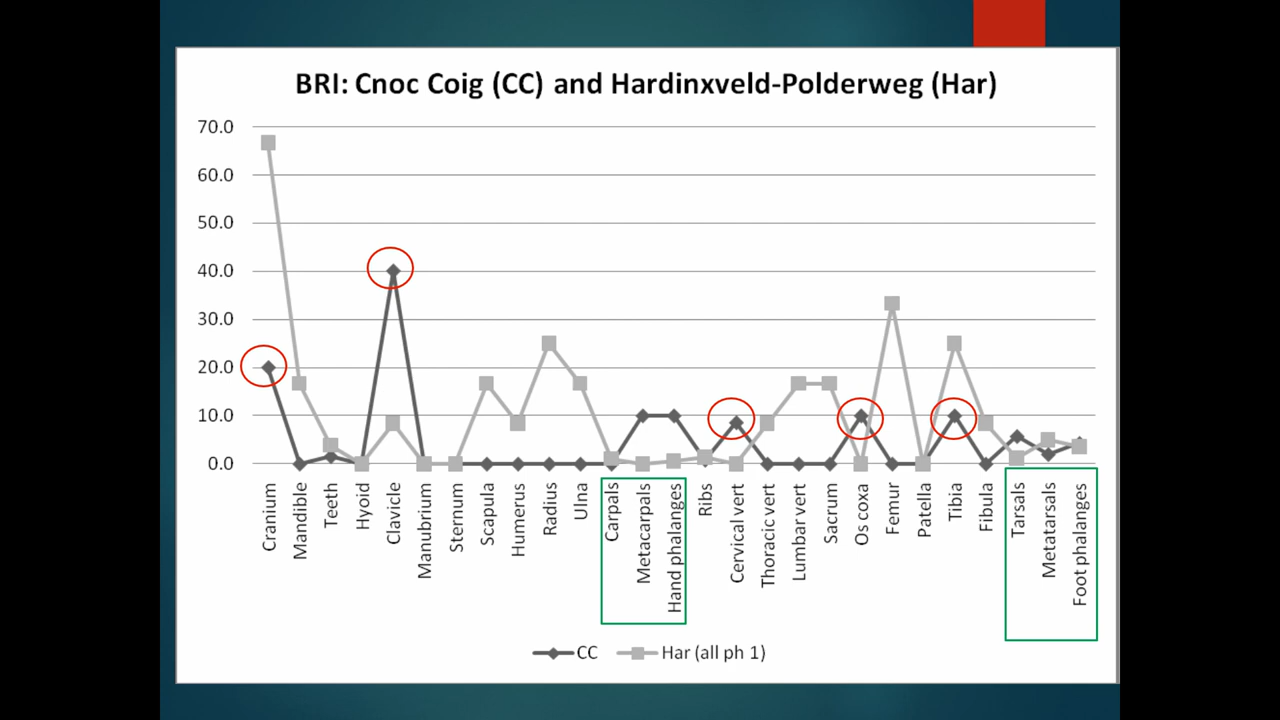 BRI: Cnoc Coig (CC) and Hardinxveld-Polderweg (Har)
70.0
60.0
50.0
40.0
30.0
20.0
10.0
0.0
Cranium
Mandible
Teeth
Hyoid
Clavicle
Manubrium
Sternum
Scapula
Humerus
Radius
Ulna
Carpals
Metacarpals
Hand phalanges
Ribs
Cervical vert
Thoracic vert
Lumbar vert
Sacrum
Os coxa
Femur
Patella
Tibia
Fibula
Tarsals
Metatarsals
Foot phalanges
CC
Har (all ph 1)